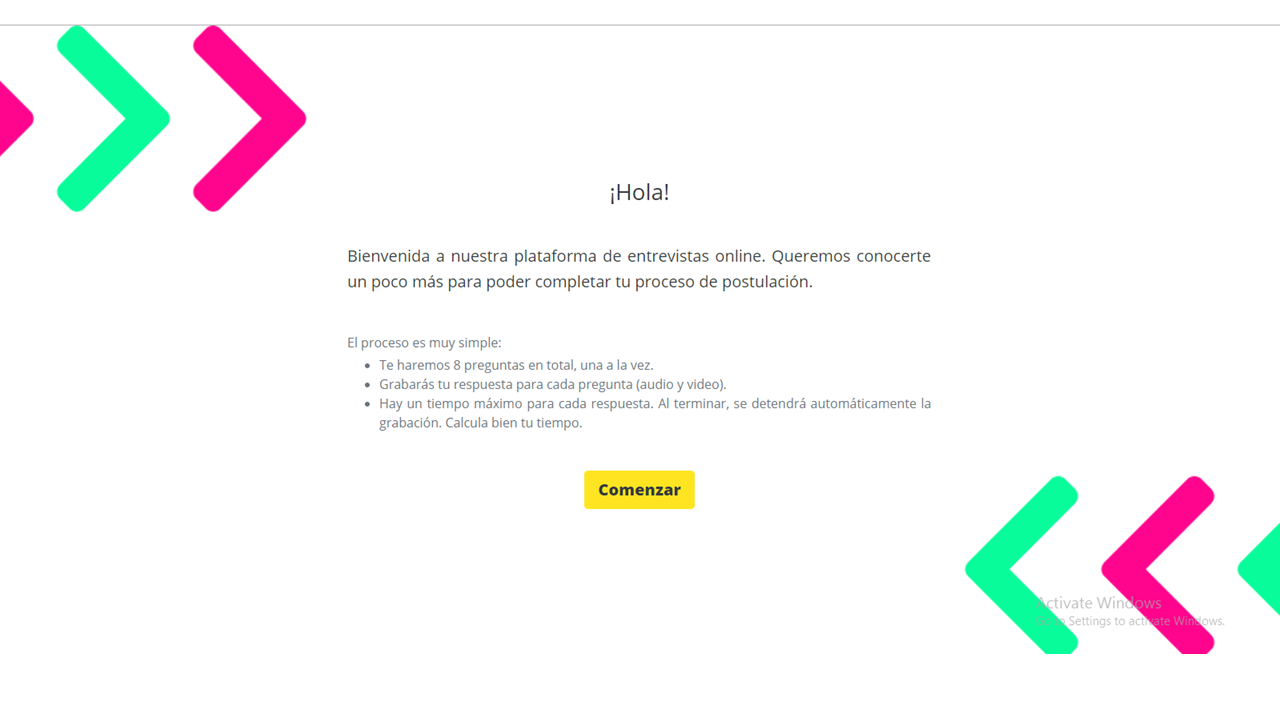 ¡Hola!
Bienvenida a nuestra plataforma de entrevistas online. Queremos conocerte
un poco más para poder completar tu proceso de postulación.
El proceso es muy simple:
Te haremos 8 preguntas en total, una a la vez.
Grabarás tu respuesta para cada pregunta (audio y video).
Hay un tiempo máximo para cada respuesta. Al terminar, se detendrá automáticamente la
grabación. Calcula bien tu tiempo.
Comenzar
Activate Windows
Go to Settings to activate Windows.